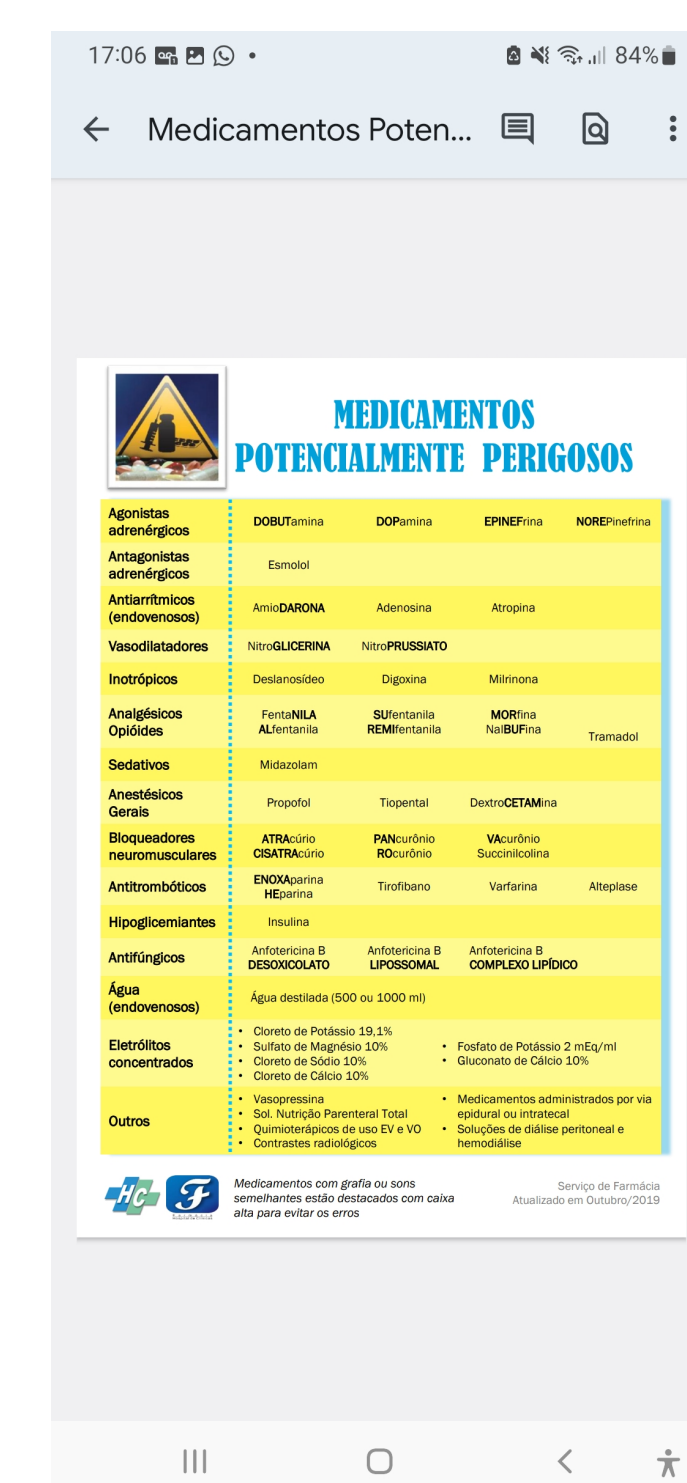 17:06
84%
Medicamentos Poten...
MEDICAMENTOS
POTENCIALMENTE PERIGOSOS
Agonistas
adrenérgicos
DOBUTamina DOPamina EPINEFrina NOREPinefrina
Antagonistas
adrenérgicos
Esmolol
Antiarrítmicos
(endovenosos)
AmioDARONA Adenosina Atropina
Vasodilatadores NitroGLICERINA NitroPRUSSIATO
Inotrópicos Deslanosídeo Digoxina Milrinona
Analgésicos
Opióides
FentaNILA SUfentanila MORfina
ALfentanila REMIfentanila NalBUFina
Tramadol
Sedativos Midazolam
Anestésicos
Gerais
Propofol Tiopental DextroCETAMina
Bloqueadores
neuromusculares
ATRAcúrio PANcurônio VAcurônio
CISATRAcúrio ROcurônio Succinilcolina
Antitrombóticos
ENOXAparina
HEparina
Tirofibano Varfarina Alteplase
Hipoglicemiantes Insulina
Antifúngicos
Anfotericina B Anfotericina B Anfotericina B
DESOXICOLATO LIPOSSOMAL COMPLEXO LIPÍDICO
Água
(endovenosos)
Água destilada (500 ou 1000 ml)
Eletrólitos
concentrados
• Cloreto de Potássio 19,1%
• Sulfato de Magnésio 10%
• Cloreto de Sódio 10%
• Cloreto de Cálcio 10%
• Fosfato de Potássio 2 mEq/ml
• Gluconato de Cálcio 10%
Outros
• Vasopressina
• Sol. Nutrição Parenteral Total
• Quimioterápicos de uso EV e VO
• Contrastes radiológicos
• Medicamentos administrados por via
epidural ou intratecal
• Soluções de diálise peritoneal e
hemodiálise
HC
F
Medicamentos com grafia ou sons
semelhantes estão destacados com caixa
alta para evitar os erros
Serviço de Farmácia
Atualizado em Outubro/2019